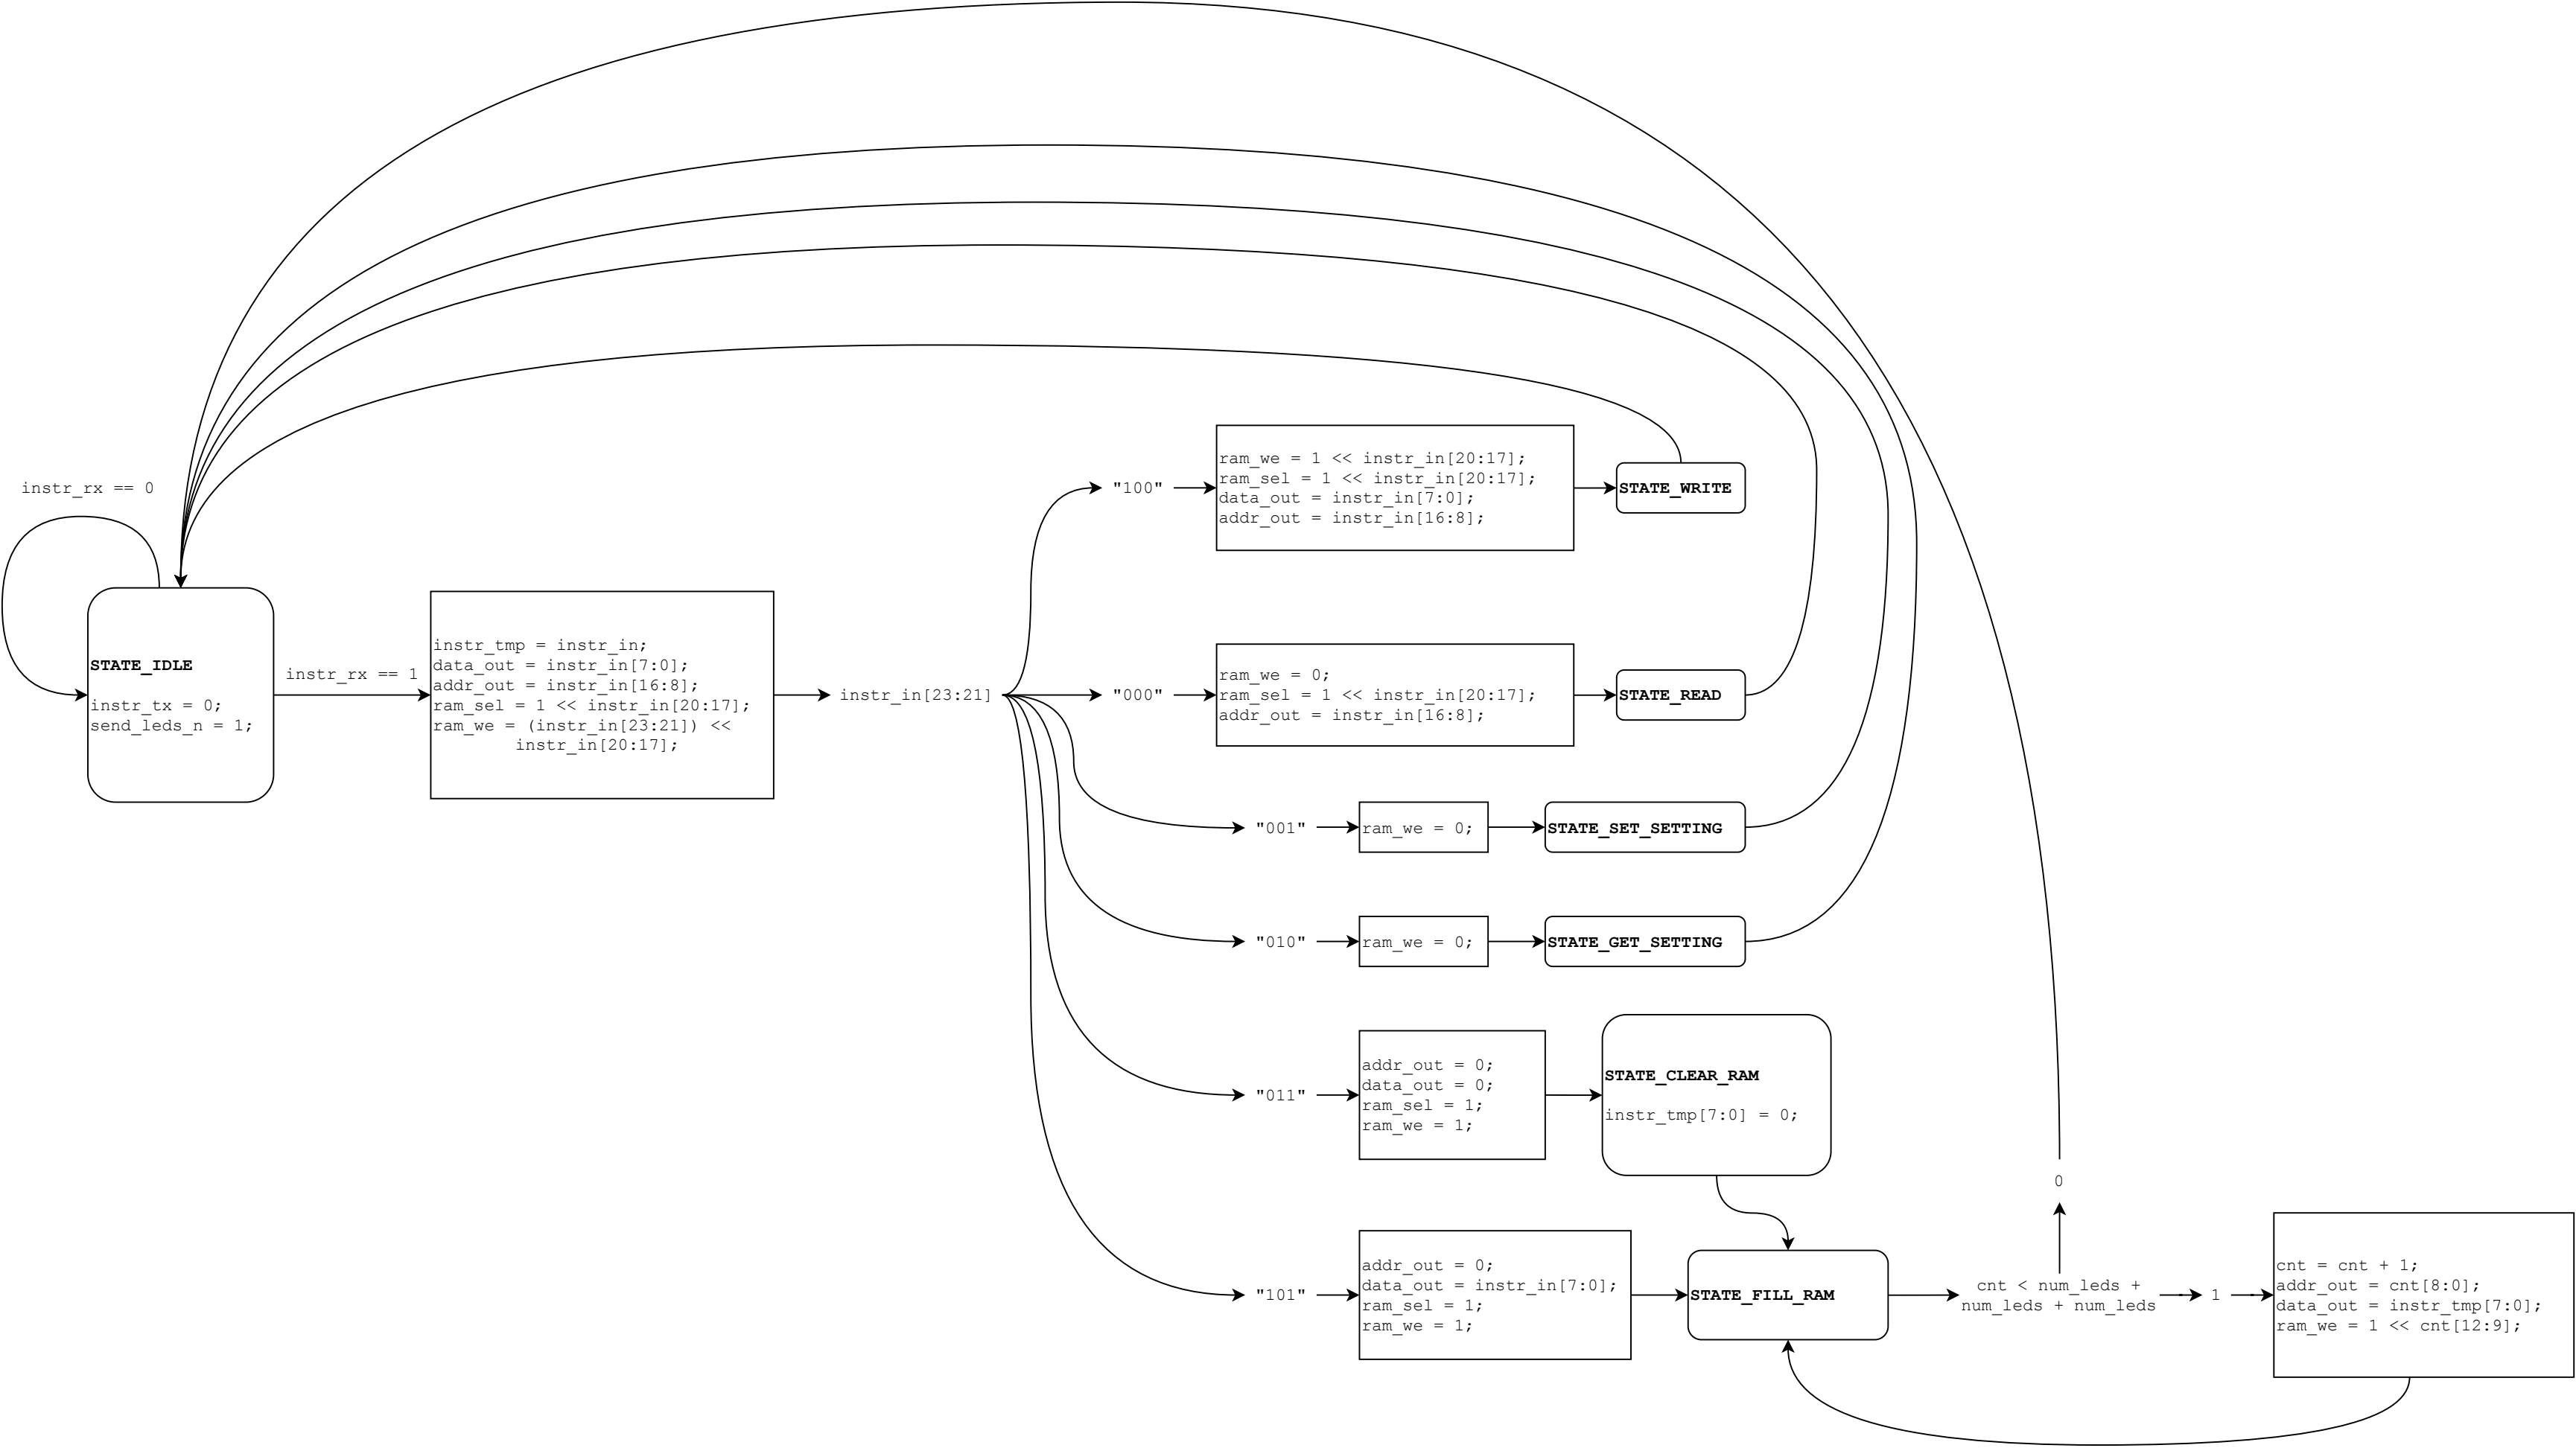 instr_rx == 0
STATE_IDLE
instr_tx = 0;
send_leds_n = 1;
instr_rx == 1
instr_tmp = instr_in;
data_out = instr_in[7:0];
addr_out = instr_in[16:8];
ram_sel = 1 << instr_in[20:17];
ram_we = (instr_in[23:21]) <<
instr_in[20:17];
instr_in[23:21]
"100"
ram_we = 1 << instr_in[20:17];
ram_sel = 1 << instr_in[20:17];
data_out = instr_in[7:0];
addr_out = instr_in[16:8];
STATE_WRITE
"000"
ram_we = 0;
ram_sel = 1 << instr_in[20:17];
addr_out = instr_in[16:8];
STATE_READ
"001"
ram_we = 0;
STATE_SET_SETTING
"010"
ram_we = 0;
STATE_GET_SETTING
"011"
addr_out = 0;
data_out = 0;
ram_sel = 1;
ram_we = 1;
STATE_CLEAR_RAM
instr_tmp[7:0] = 0;
"101"
addr_out = 0;
data_out = instr_in[7:0];
ram_sel = 1;
ram_we = 1;
STATE_FILL_RAM
cnt < num_leds +
num_leds + num_leds
0
1
cnt = cnt + 1;
addr_out = cnt[8:0];
data_out = instr_tmp[7:0];
ram_we = 1 << cnt[12:9];